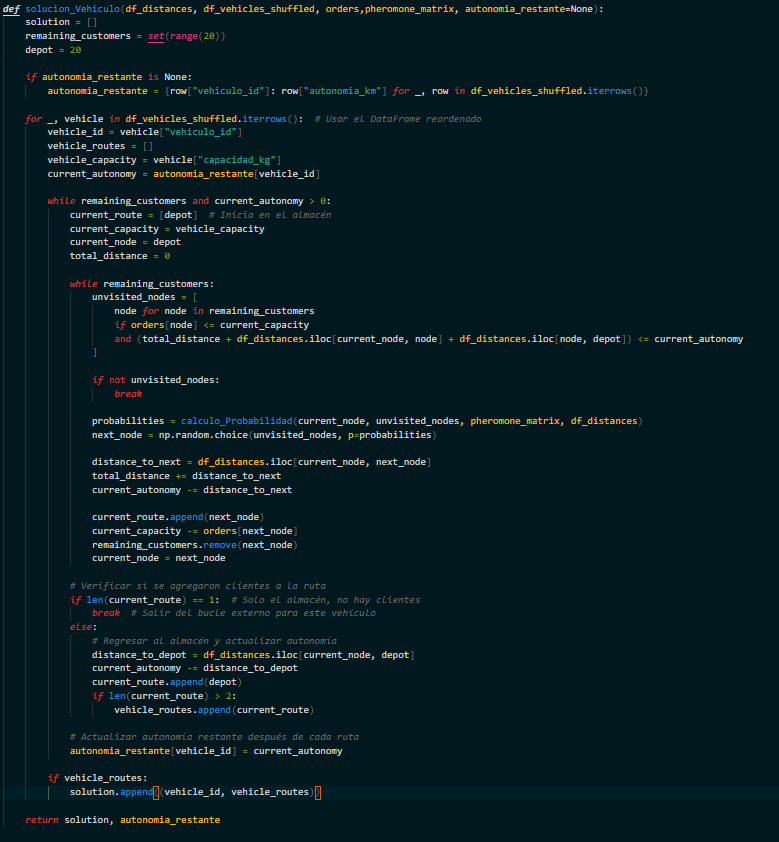 def solucion_Vehiculo(df_distances, df_vehicles_shuffled, orders,pheromone_matrix, autonomia_restante=None):
    solution = []
    remaining_customers = set(range(20))
    depot = 20

    if autonomia_restante is None:
        autonomia_restante = {row["vehiculo_id"]: row["autonomia_km"] for _, row in df_vehicles_shuffled.iterrows()}

    for _, vehicle in df_vehicles_shuffled.iterrows():  # Usar el DataFrame reordenado
        vehicle_id = vehicle["vehiculo_id"]
        vehicle_routes = []
        vehicle_capacity = vehicle["capacidad_kg"]
        current_autonomy = autonomia_restante[vehicle_id]

        while remaining_customers and current_autonomy > 0:
            current_route = [depot]  # Inicia en el almacén
            current_capacity = vehicle_capacity
            current_node = depot
            total_distance = 0

            while remaining_customers:
                unvisited_nodes = [
                    node for node in remaining_customers
                    if orders[node] <= current_capacity
                    and (total_distance + df_distances.iloc[current_node, node] + df_distances.iloc[node, depot]) <= current_autonomy
                ]

                if not unvisited_nodes:
                    break

                probabilities = calculo_Probabilidad(current_node, unvisited_nodes, pheromone_matrix, df_distances)
                next_node = np.random.choice(unvisited_nodes, p=probabilities)

                distance_to_next = df_distances.iloc[current_node, next_node]
                total_distance += distance_to_next
                current_autonomy -= distance_to_next

                current_route.append(next_node)
                current_capacity -= orders[next_node]
                remaining_customers.remove(next_node)
                current_node = next_node

            # Verificar si se agregaron clientes a la ruta
            if len(current_route) == 1:  # Solo el almacén, no hay clientes
                break  # Salir del bucle externo para este vehículo
            else:
                # Regresar al almacén y actualizar autonomía
                distance_to_depot = df_distances.iloc[current_node, depot]
                current_autonomy -= distance_to_depot
                current_route.append(depot)
                if len(current_route) > 2:
                    vehicle_routes.append(current_route)

            # Actualizar autonomía restante después de cada ruta
            autonomia_restante[vehicle_id] = current_autonomy

        if vehicle_routes:
            solution.append((vehicle_id, vehicle_routes))

    return solution, autonomia_restante